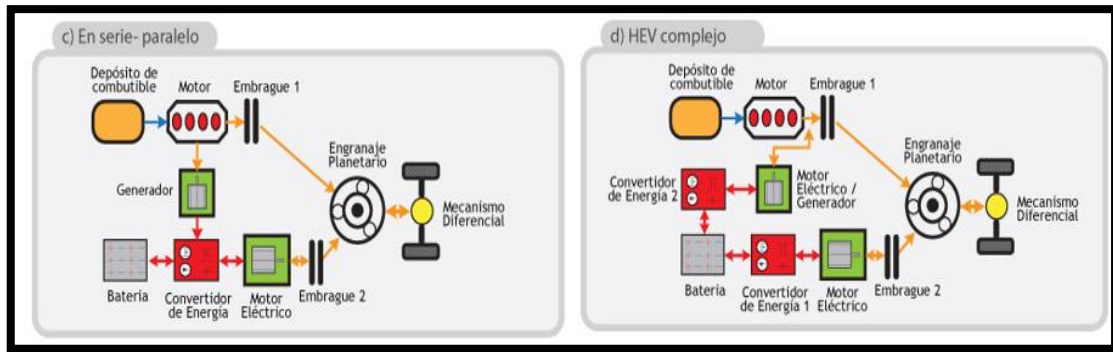 c) En serie- paralelo
Depósito de
combutible
Motor
Embrague 1
Engranaje
Planetario
Generador
Mecanismo
Diferencial
Bateria
Convertidor
de Energía
Motor
Eléctrico
Embrague 2
d) HEV complejo
Depósito de
combutible
Motor
Embrague 1
Engranaje
Planetario
Convertidor
de Energía 2
Motor
Eléctrico /
Generador
Mecanismo
Diferencial
Bateria
Convertidor
de Energía 1
Motor
Eléctrico
Embrague 2